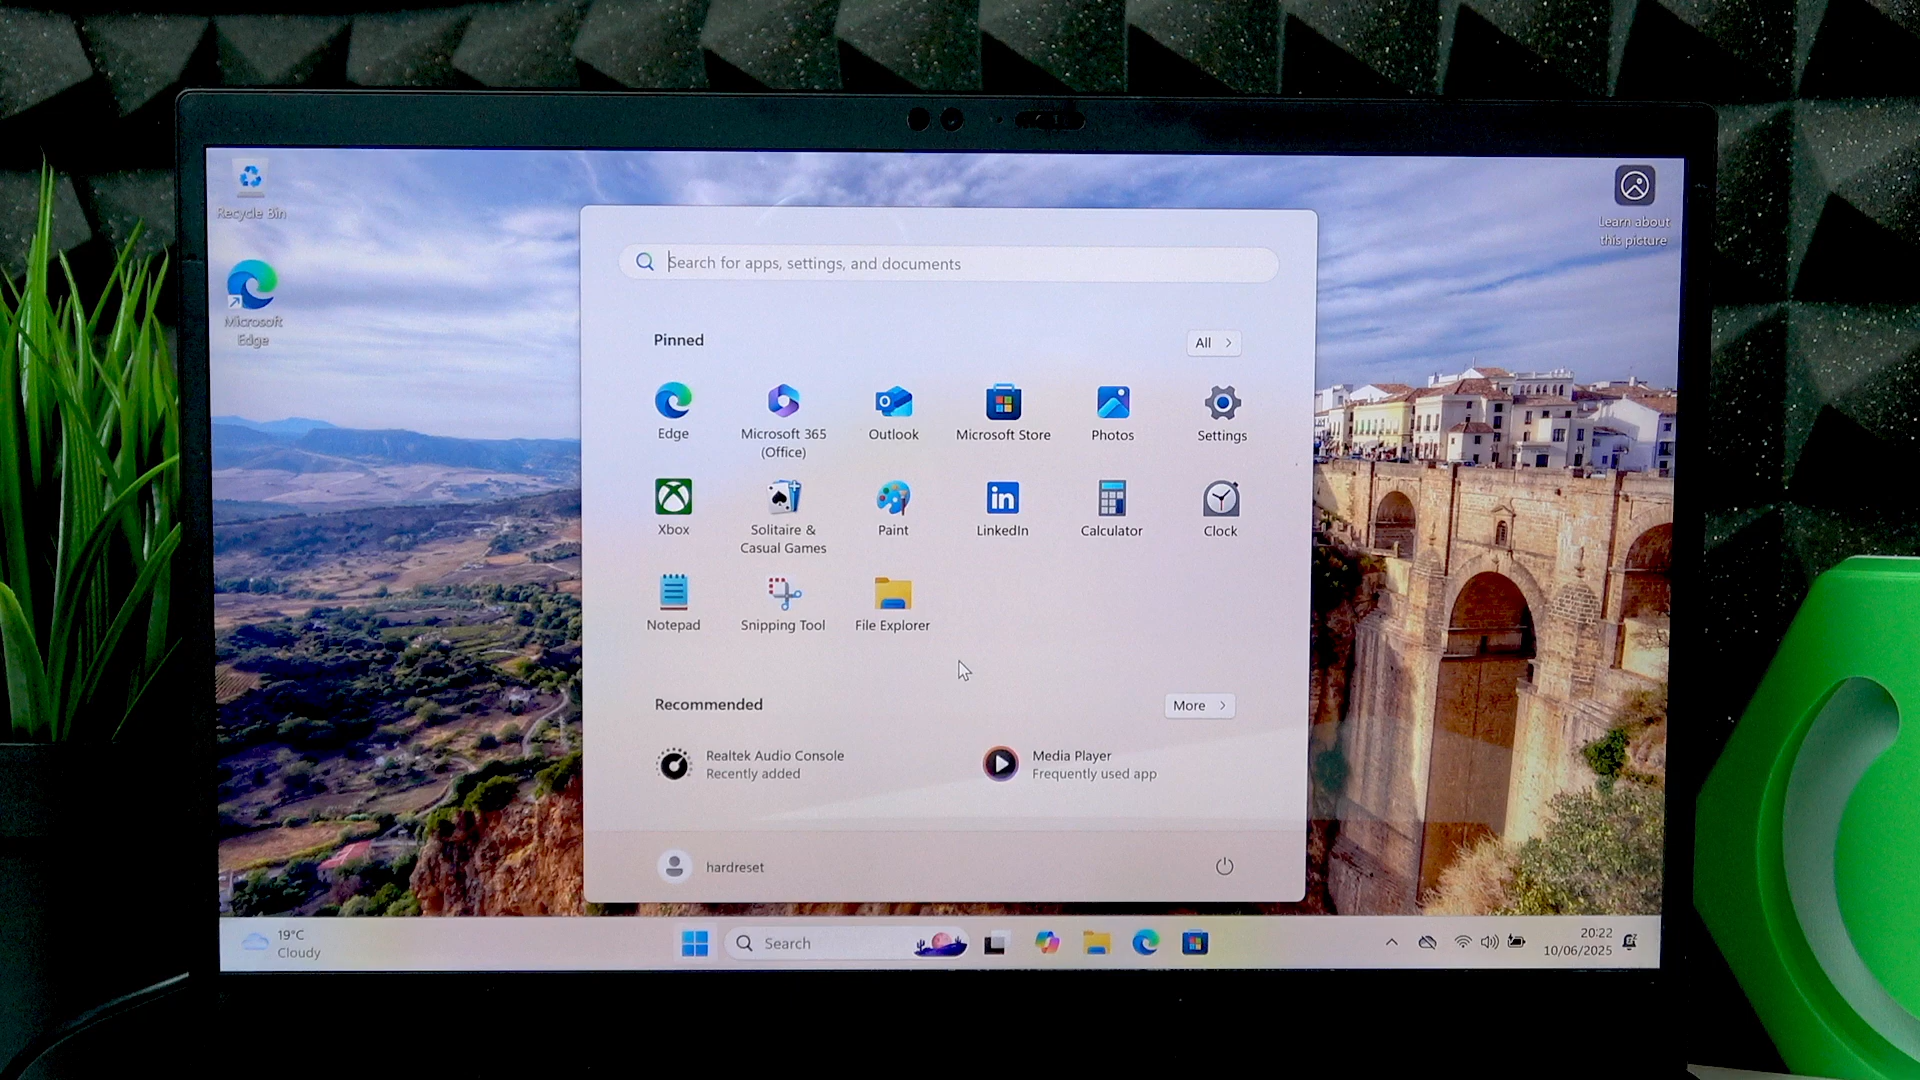 Recycle Bin
Microsoft
Edge
Learn about
this picture
Search for apps, settings, and documents
Pinned
All
Edge
Microsoft 365
(Office)
Outlook
Microsoft Store
Photos
Settings
Xbox
Solitaire &
Casual Games
Paint
LinkedIn
Calculator
Clock
Notepad
Snipping Tool
File Explorer
Recommended
More
Realtek Audio Console
Recently added
Media Player
Frequently used app
hardreset
19°C
Cloudy
Search
20:22
10/06/2025